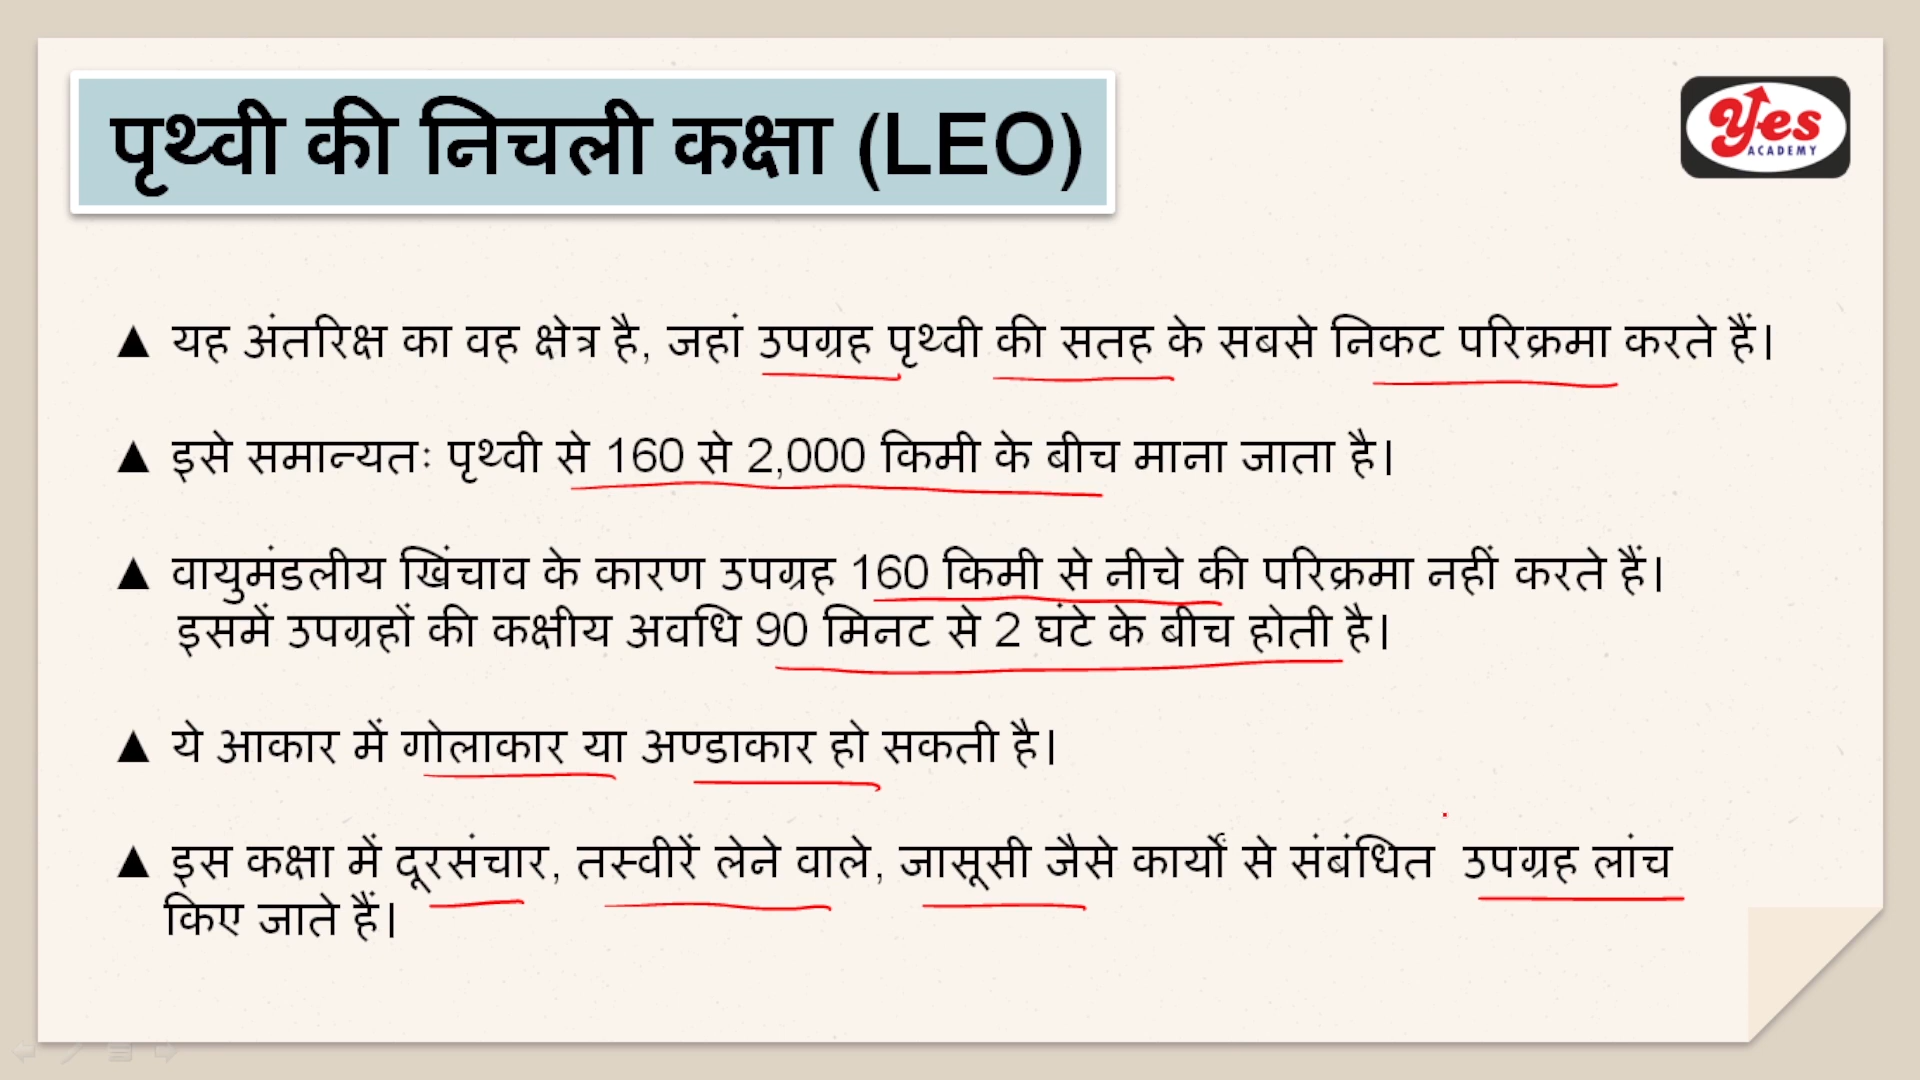 पृथ्वी की निचली कक्षा (LEO)
Yes
ACADEMY
▲ यह अंतरिक्ष का वह क्षेत्र है, जहां उपग्रह पृथ्वी की सतह के सबसे निकट परिक्रमा करते हैं।
▲ इसे समान्यतः पृथ्वी से 160 से 2,000 किमी के बीच माना जाता है।
▲ वायुमंडलीय खिंचाव के कारण उपग्रह 160 किमी से नीचे की परिक्रमा नहीं करते हैं।
इसमें उपग्रहों की कक्षीय अवधि 90 मिनट से 2 घंटे के बीच होती है।
▲ ये आकार में गोलाकार या अण्डाकार हो सकती है।
▲ इस कक्षा में दूरसंचार, तस्वीरें लेने वाले, जासूसी जैसे कार्यों से संबंधित उपग्रह लांच
किए जाते हैं।